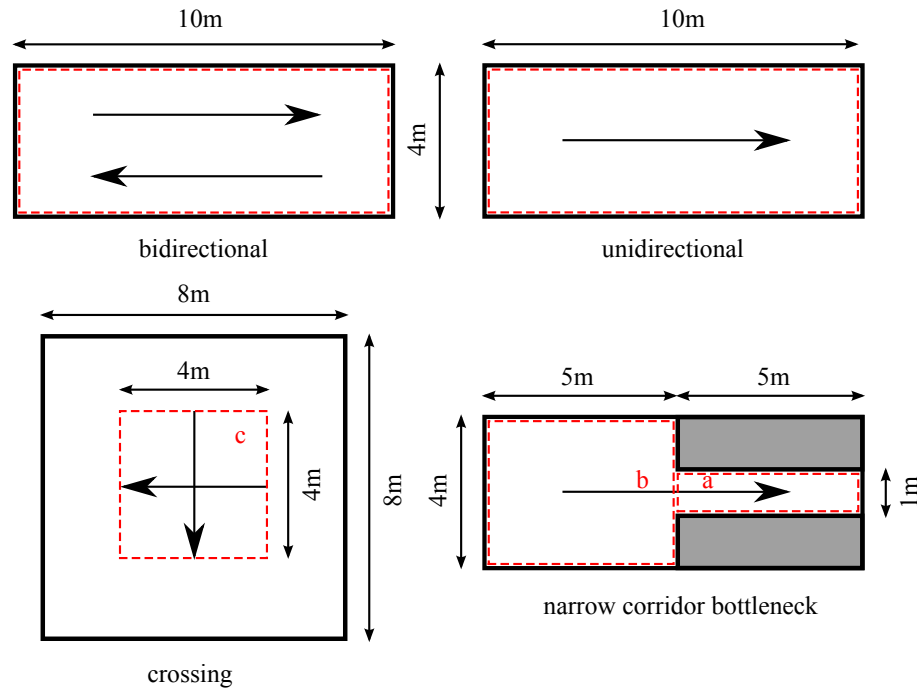 10m
10m
4m
bidirectional
unidirectional
8m
4m
c
4m
8m
crossing
5m
5m
4m
b
a
1m
narrow corridor bottleneck